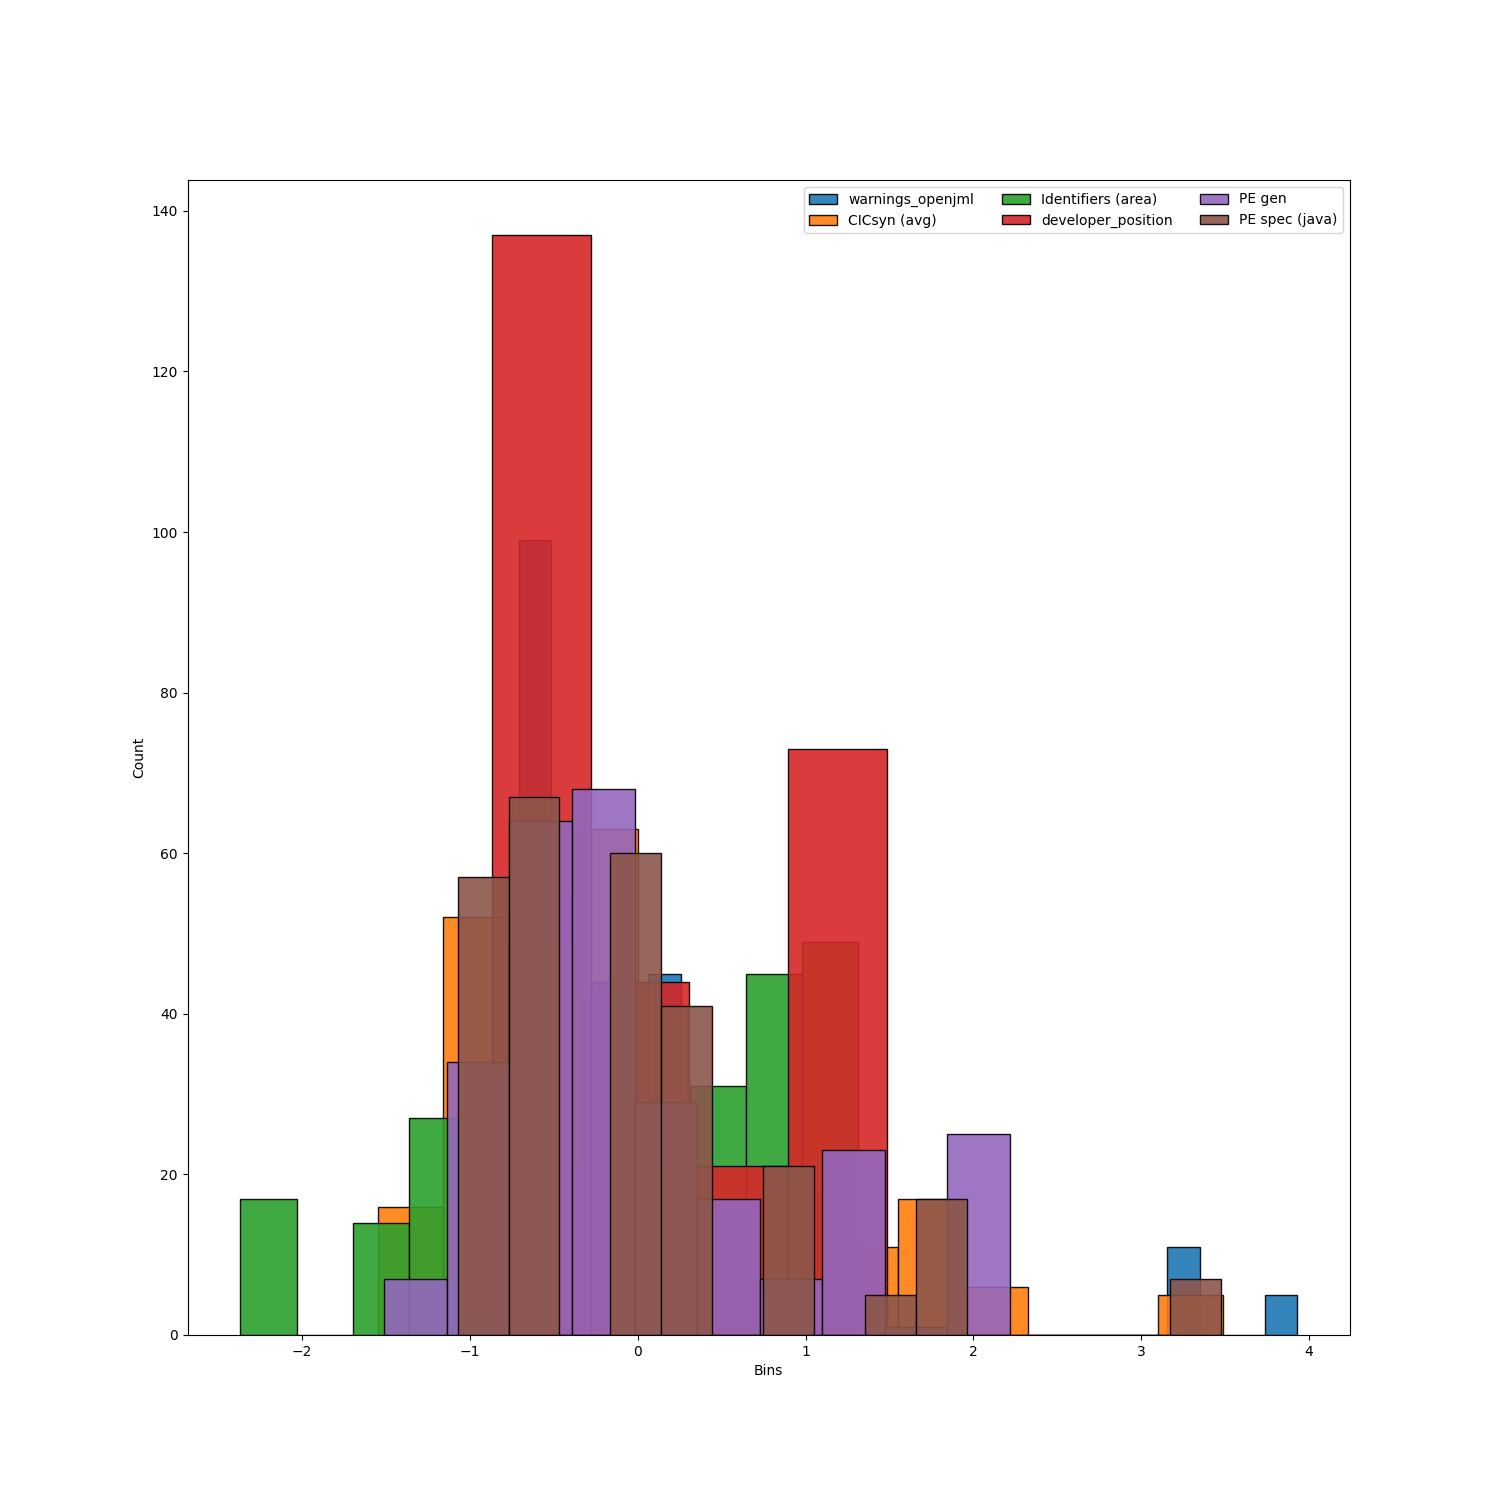 warnings_openjml Identifiers (area) PE gen
CICsyn (avg) developer_position PE spec (java)
140
120
100
80
60
40
20
0
Count
−2 −1 0 1 2 3 4
Bins